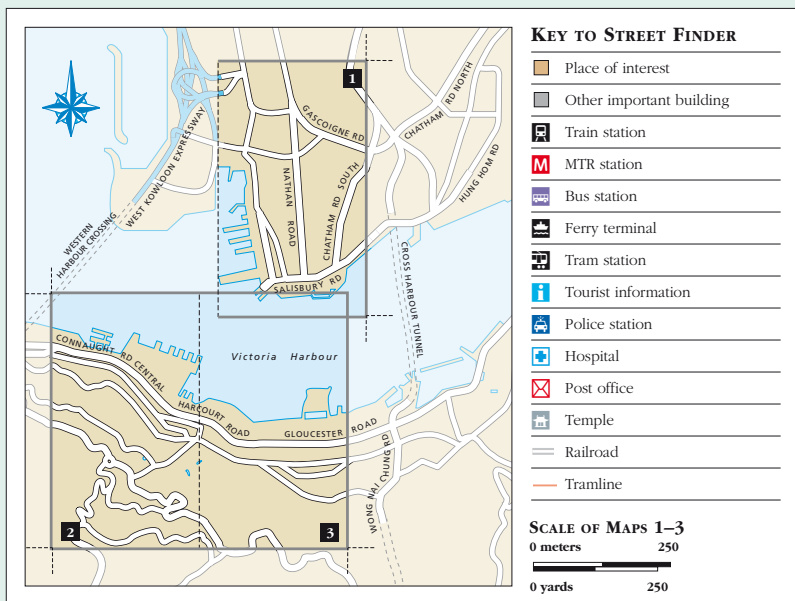 1
GASCOIGNE RD
CHATHAM RD NORTH
HUNG HOM RD
WEST KOWLOON EXPRESSWAY
WESTERN
HARBOUR CROSSING
NATHAN
ROAD
CHATHAM RD SOUTH
SALISBURY RD
CROSS HARBOUR TUNNEL
Victoria Harbour
CONNAUGHT RD CENTRAL
HARCOURT ROAD
GLOUCESTER ROAD
WONG NAI CHUNG RD
2
3
KEY TO STREET FINDER
Place of interest
Other important building
Train station
M MTR station
Bus station
Ferry terminal
Tram station
i Tourist information
Police station
Hospital
Post office
Temple
Railroad
Tramline
SCALE OF MAPS 1–3
0 meters 250
0 yards 250